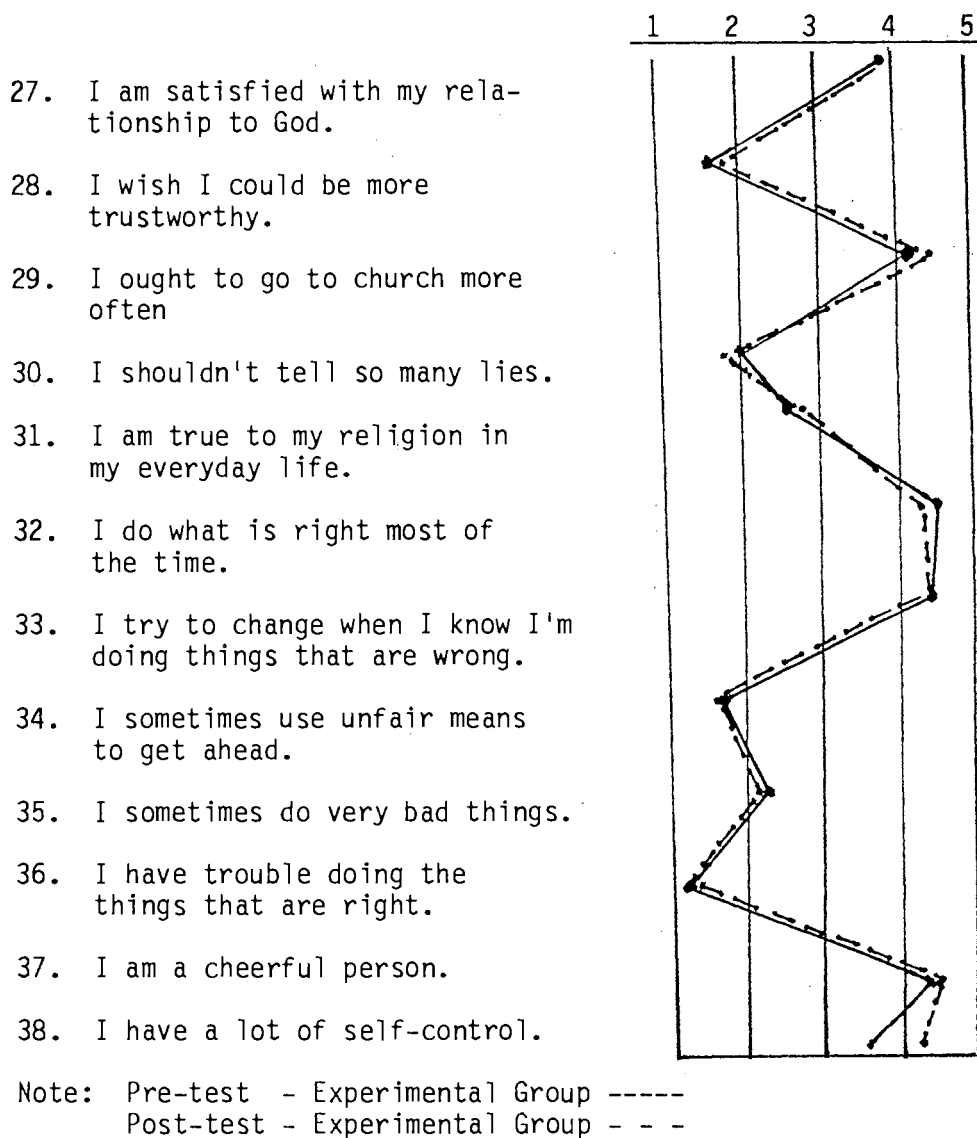 1 2 3 4 5
27. I am satisfied with my rela-
tionship to God.
28. I wish I could be more
trustworthy.
29. I ought to go to church more
often
30. I shouldn't tell so many lies.
31. I am true to my religion in
my everyday life.
32. I do what is right most of
the time.
33. I try to change when I know I'm
doing things that are wrong.
34. I sometimes use unfair means
to get ahead.
35. I sometimes do very bad things.
36. I have trouble doing the
things that are right.
37. I am a cheerful person.
38. I have a lot of self-control.
Note: Pre-test - Experimental Group -----
Post-test - Experimental Group - - -